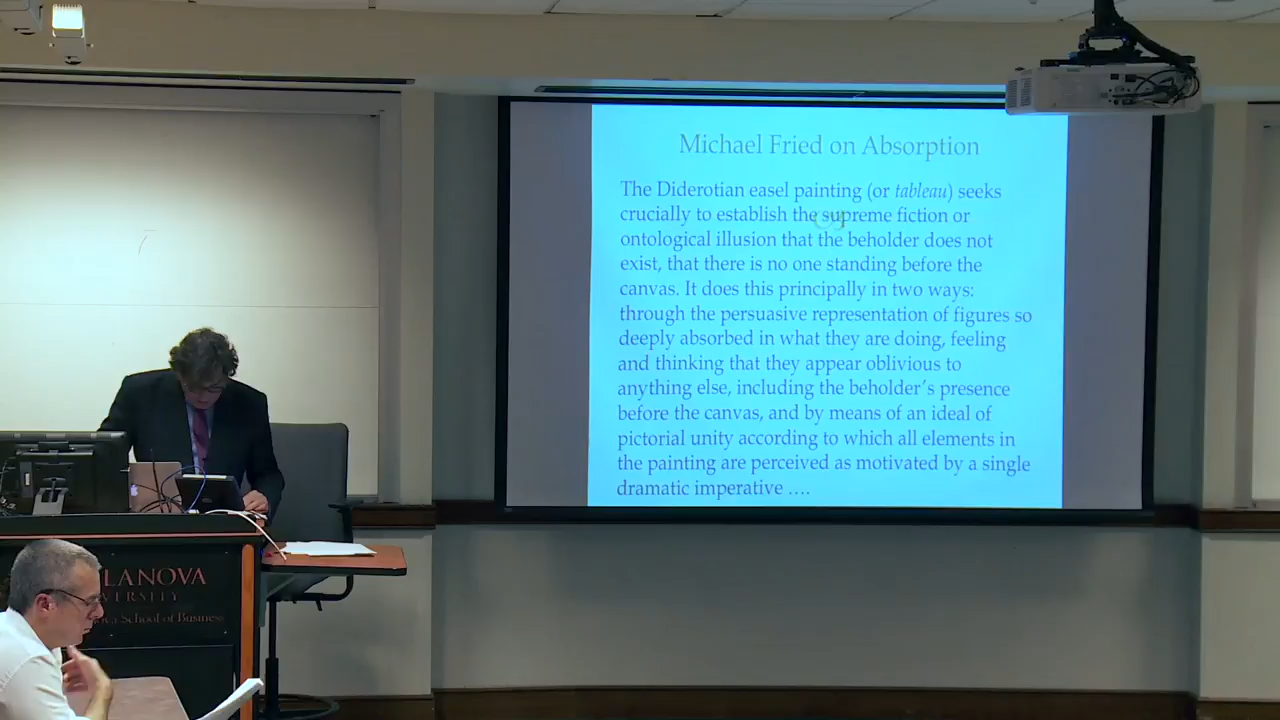 Michael Fried on Absorption
The Diderotian easel painting (or tableau) seeks
crucially to establish the supreme fiction or
ontological illusion that the beholder does not
exist, that there is no one standing before the
canvas. It does this principally in two ways:
through the persuasive representation of figures so
deeply absorbed in what they are doing, feeling
and thinking that they appear oblivious to
anything else, including the beholder's presence
before the canvas, and by means of an ideal of
pictorial unity according to which all elements in
the painting are perceived as motivated by a single
dramatic imperative ….
LANOVA
VERSITY
School of Business